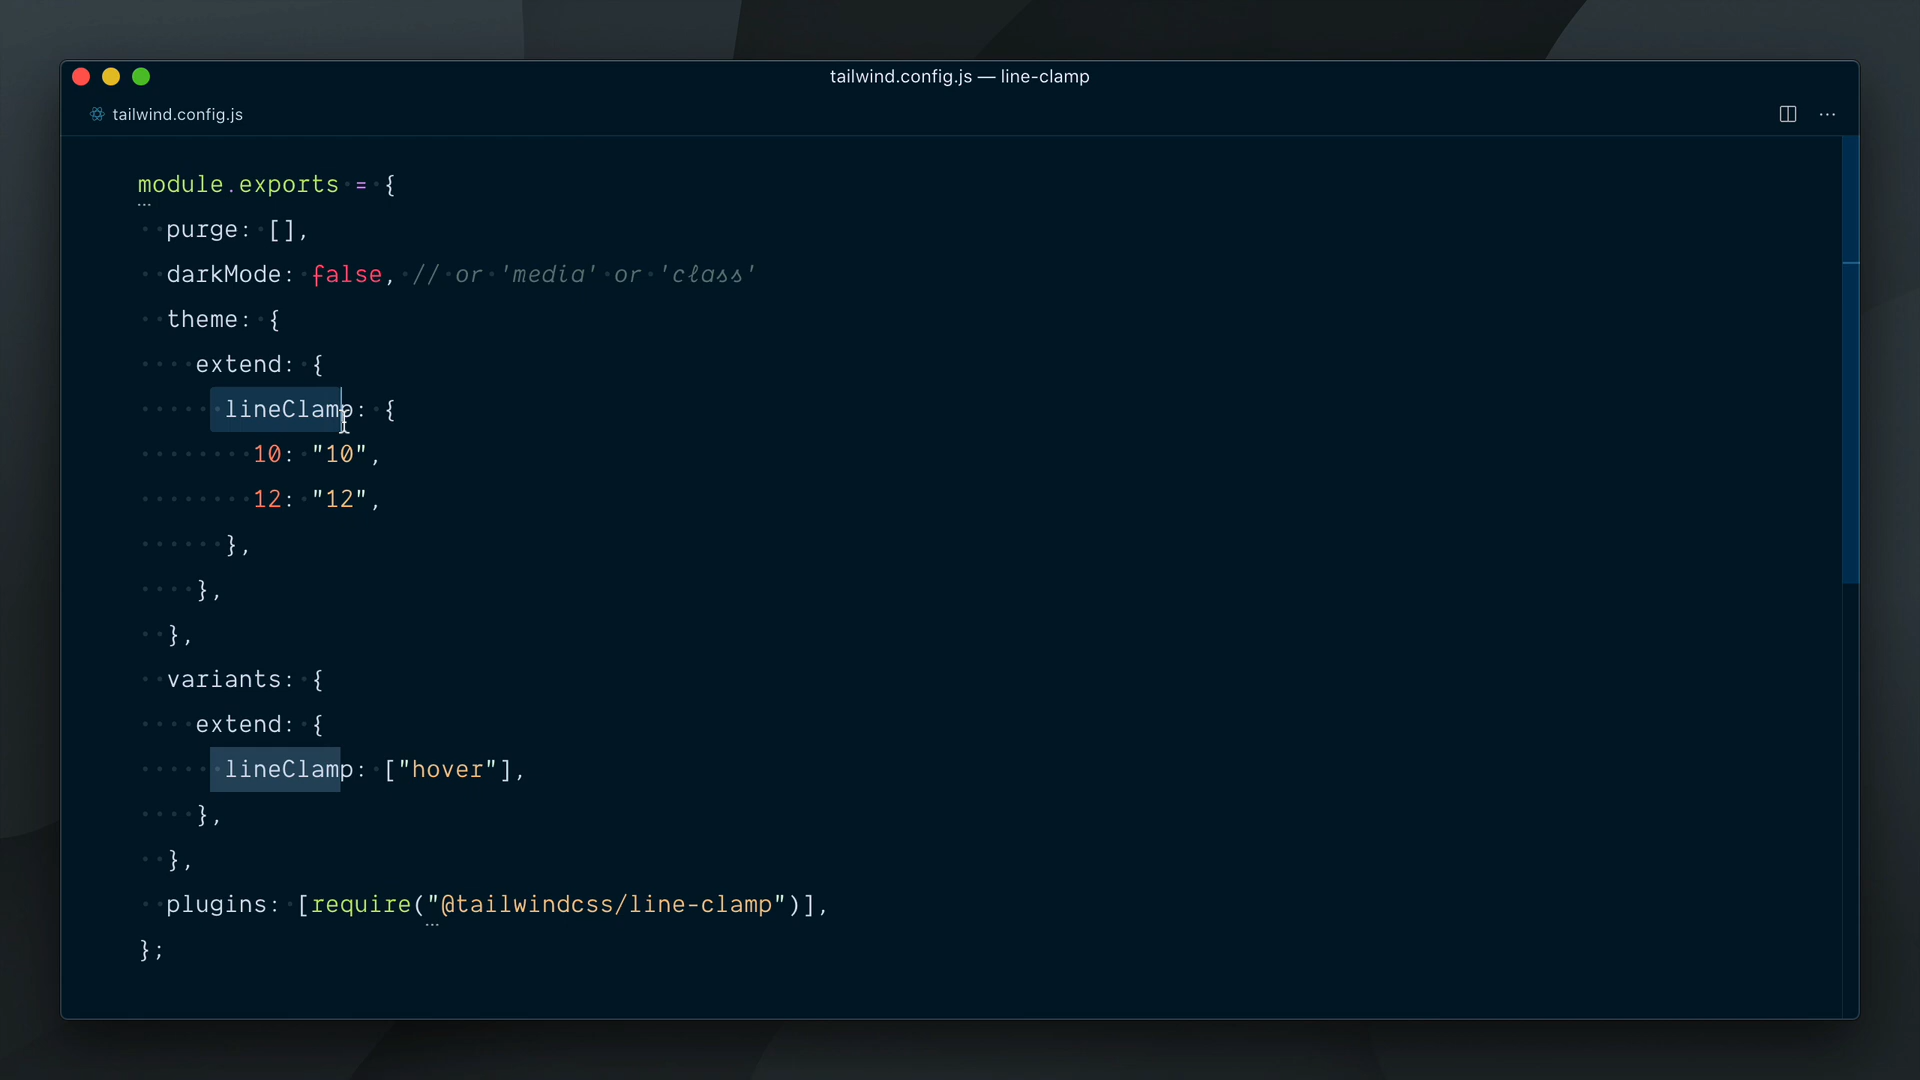 tailwind.config.js — line-clamp
tailwind.config.js
module.exports = {
  purge: [],
  darkMode: false, // or 'media' or 'class'
  theme: {
    extend: {
      lineClamp: {
        10: "10",
        12: "12",
      },
    },
  },
  variants: {
    extend: {
      lineClamp: ["hover"],
    },
  },
  plugins: [require("@tailwindcss/line-clamp")],
};